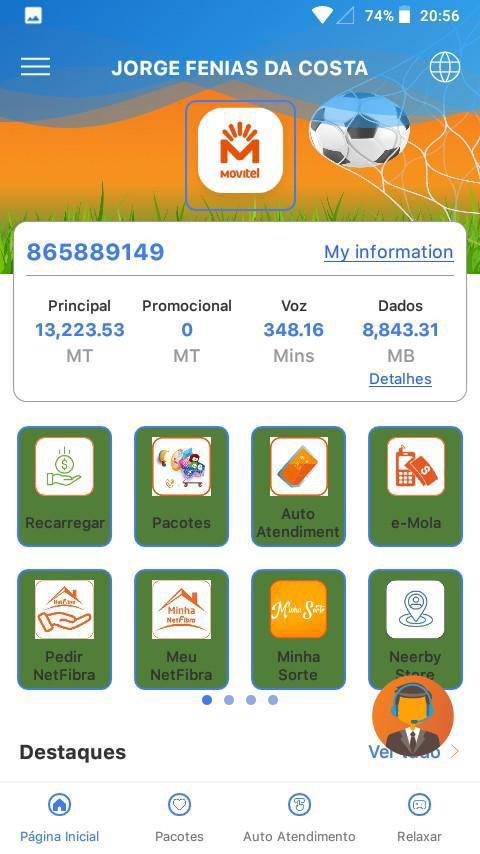 74% 20:56
JORGE FENIAS DA COSTA
MOVITEL
865889149 My information
Principal Promocional Voz Dados
13,223.53 0 348.16 8,843.31
MT MT Mins MB
Detalhes
Recarregar Pacotes Auto Atendiment e-Mola
NetFibra Minha NetFibra Minha Sorte
Pedir NetFibra Meu NetFibra Minha Sorte Neerby Store
Destaques Ver tudo
Página Inicial Pacotes Auto Atendimento Relaxar